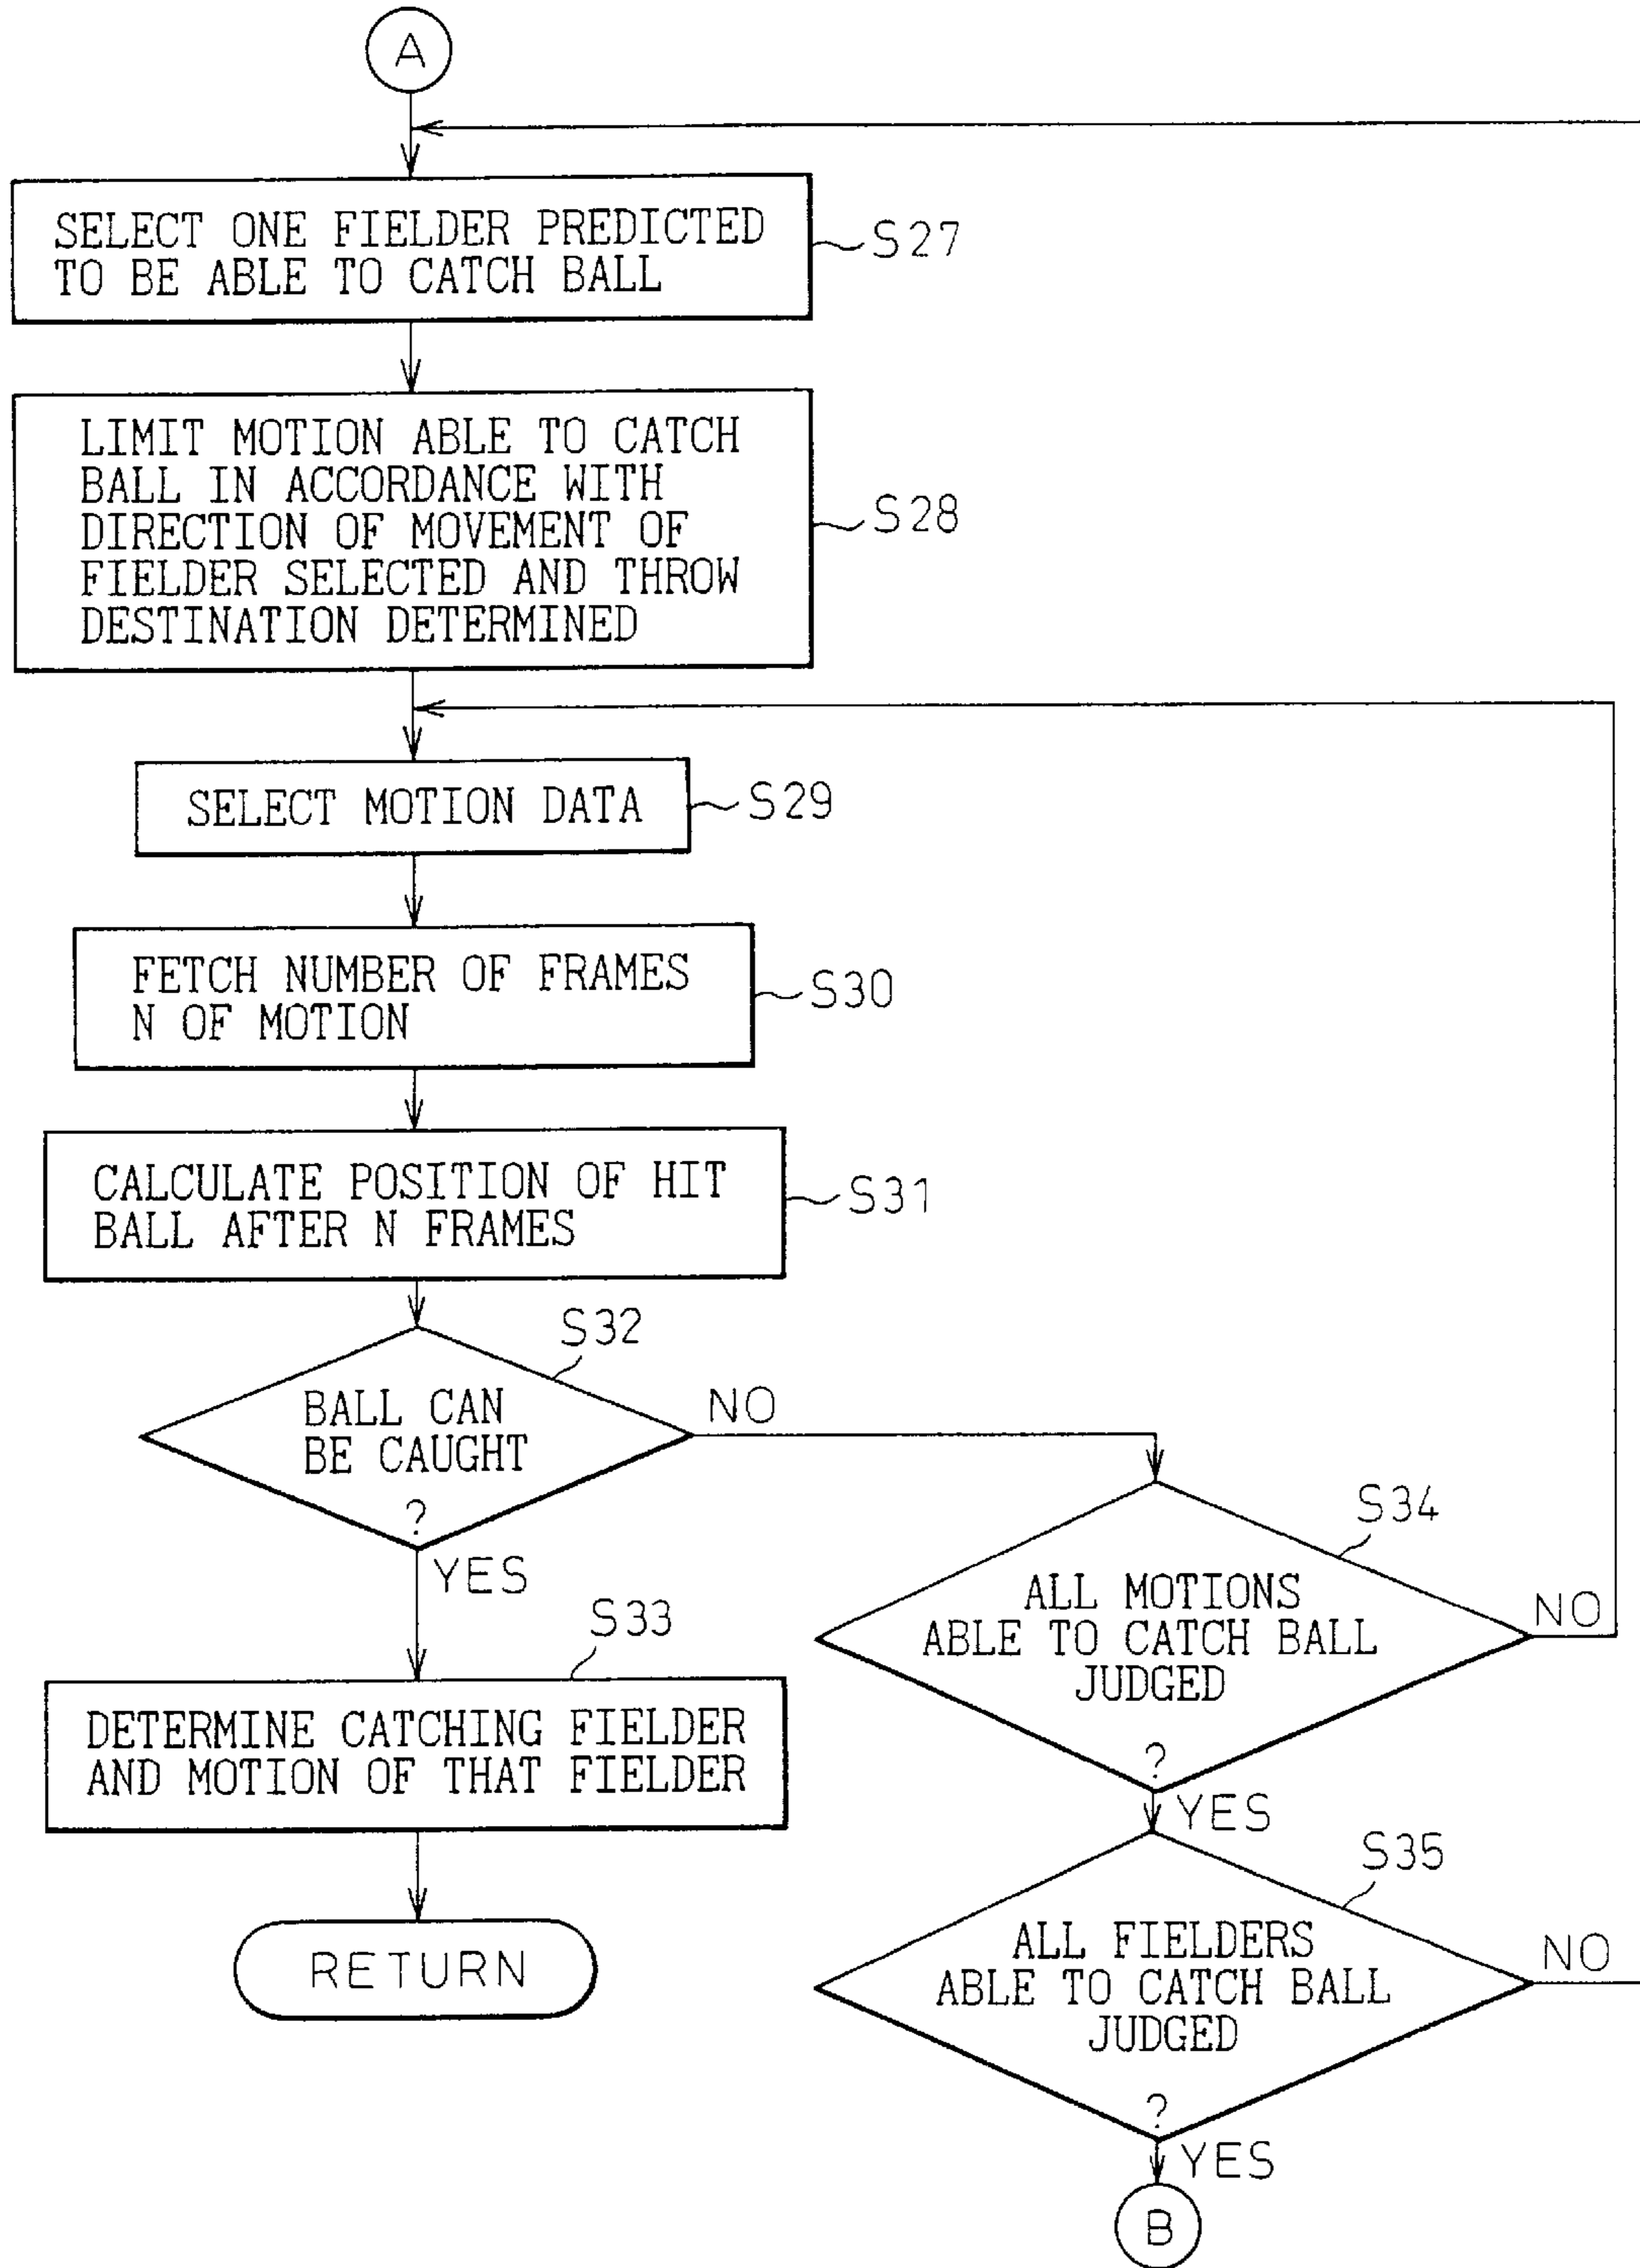 A
SELECT ONE FIELDER PREDICTED
TO BE ABLE TO CATCH BALL
S27
LIMIT MOTION ABLE TO CATCH
BALL IN ACCORDANCE WITH
DIRECTION OF MOVEMENT OF
FIELDER SELECTED AND THROW
DESTINATION DETERMINED
S28
SELECT MOTION DATA
S29
FETCH NUMBER OF FRAMES
N OF MOTION
S30
CALCULATE POSITION OF HIT
BALL AFTER N FRAMES
S31
S32
BALL CAN
BE CAUGHT
?
NO
YES
S33
DETERMINE CATCHING FIELDER
AND MOTION OF THAT FIELDER
RETURN
S34
ALL MOTIONS
ABLE TO CATCH BALL
JUDGED
?
NO
YES
S35
ALL FIELDERS
ABLE TO CATCH BALL
JUDGED
?
NO
YES
B